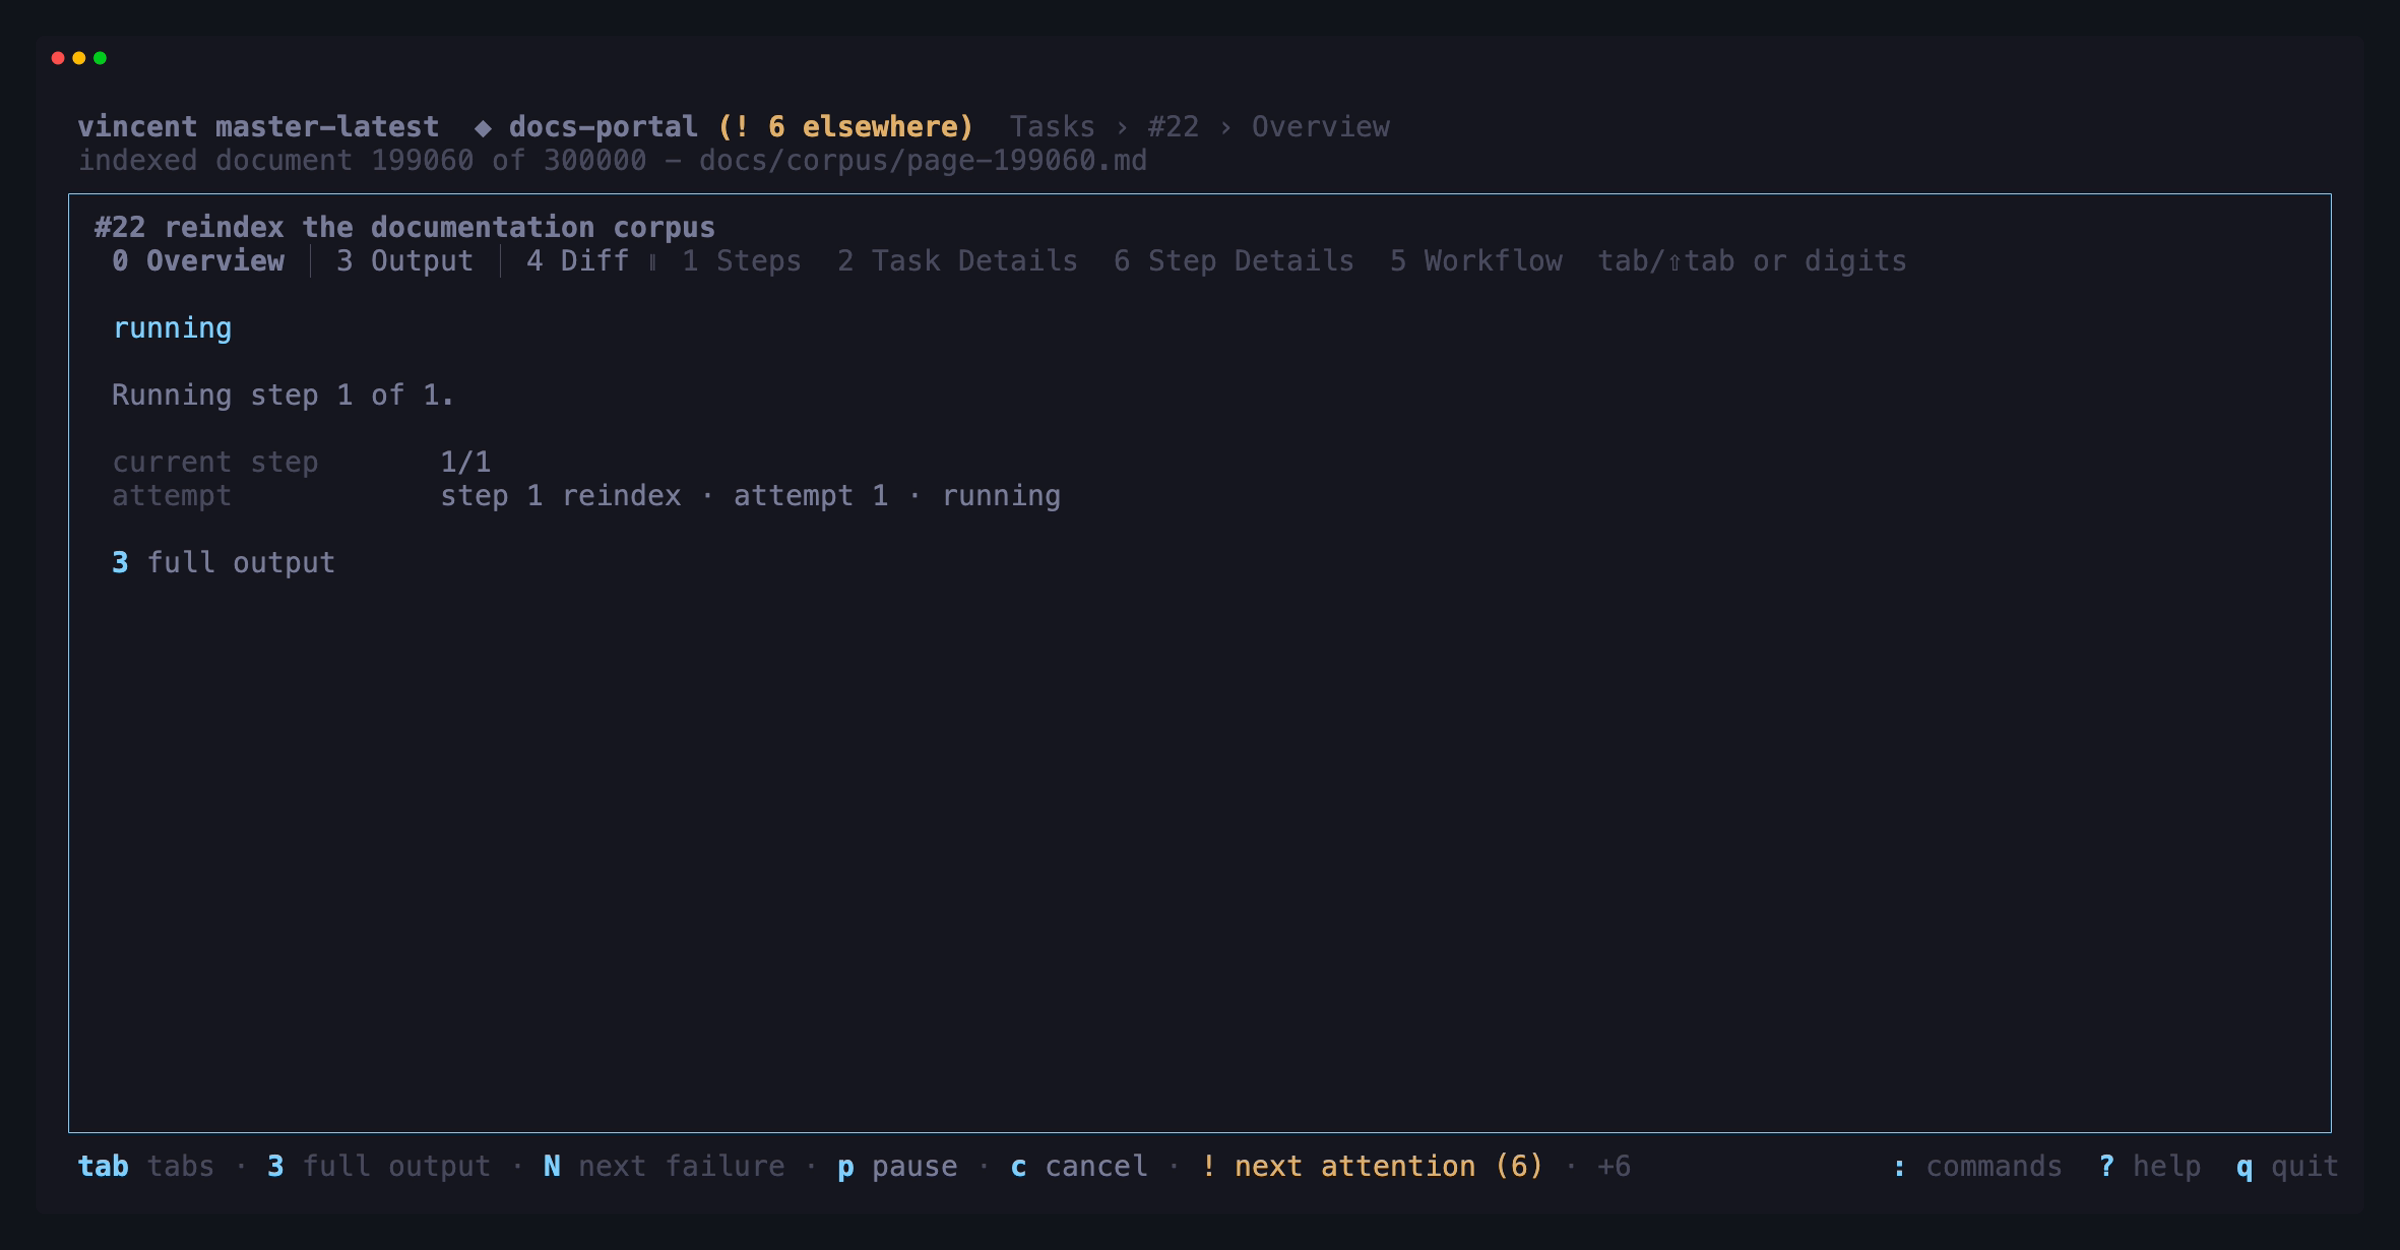 vincent master-latest ◆ docs-portal (! 6 elsewhere) Tasks › #22 › Overview
indexed document 199060 of 300000 — docs/corpus/page-199060.md
#22 reindex the documentation corpus
0 Overview │ 3 Output │ 4 Diff ‖ 1 Steps 2 Task Details 6 Step Details 5 Workflow tab/⇧tab or digits
running
Running step 1 of 1.
current step 1/1
attempt step 1 reindex · attempt 1 · running
3 full output
tab tabs · 3 full output · N next failure · p pause · c cancel · ! next attention (6) · +6 : commands ? help q quit